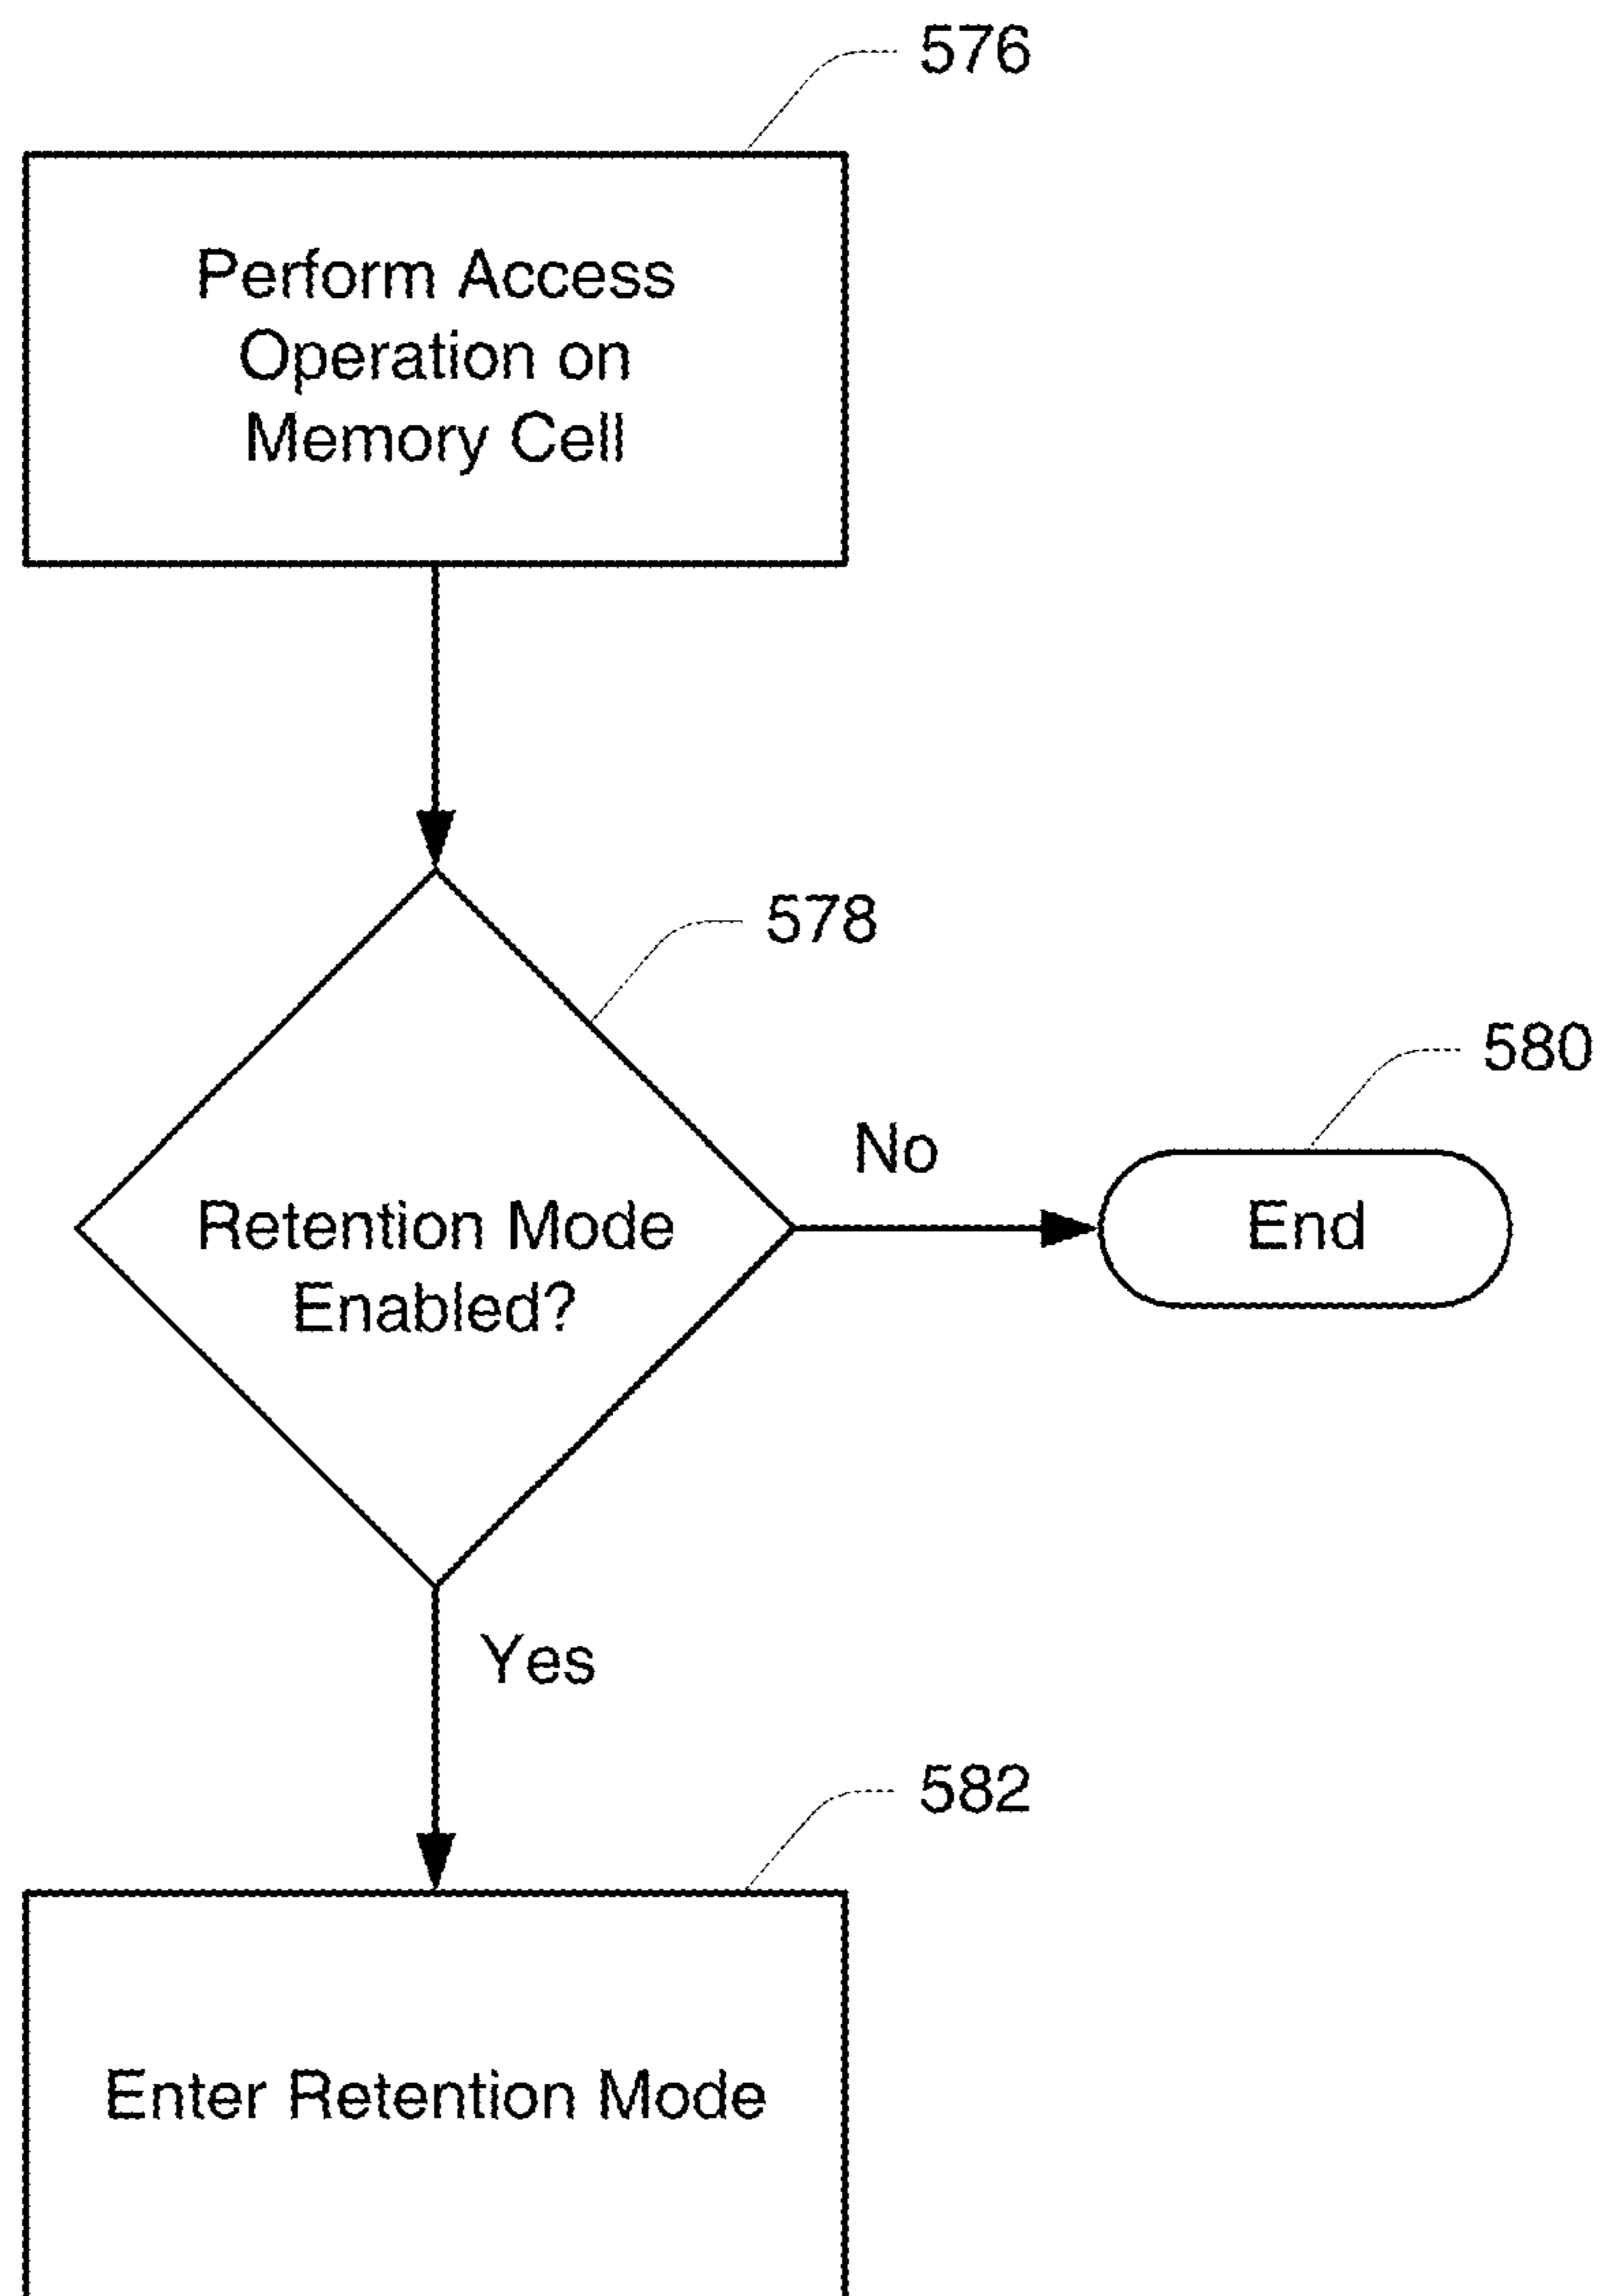 576
Perform Access
Operation on
Memory Cell
578
580
No
Retention Mode
Enabled?
End
Yes
582
Enter Retention Mode